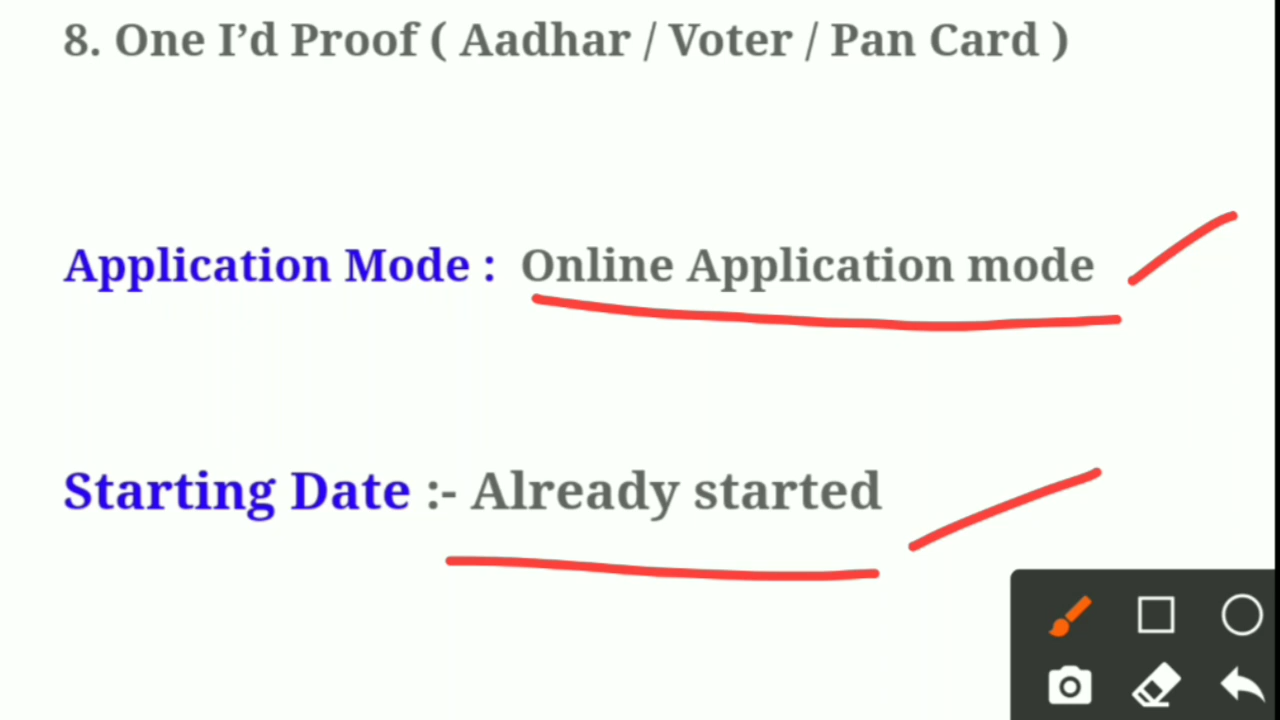 8. One I’d Proof ( Aadhar / Voter / Pan Card )
Application Mode : Online Application mode
Starting Date :- Already started